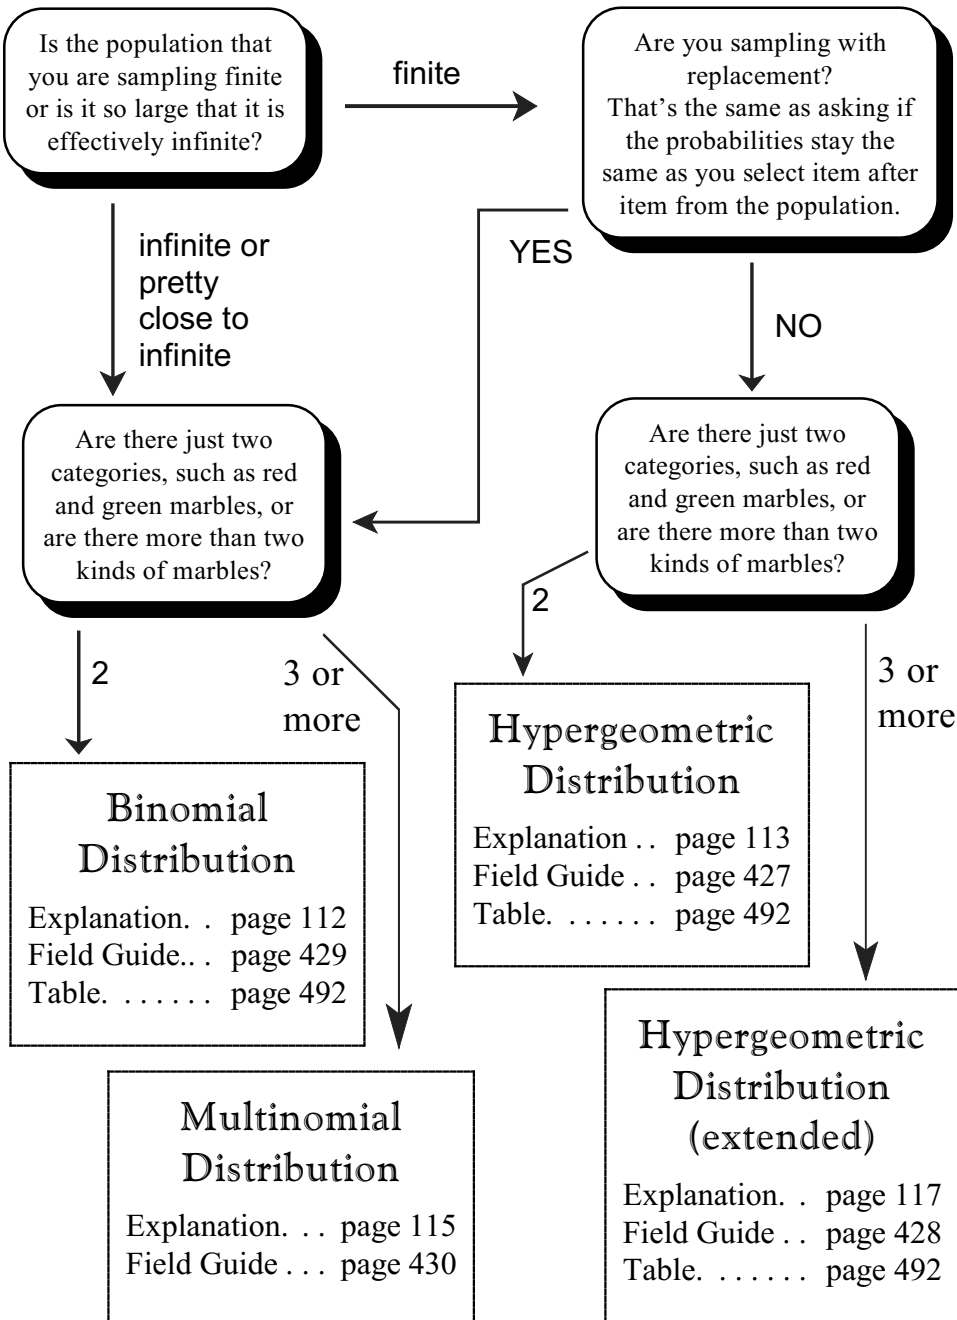 Is the population that
you are sampling finite
or is it so large that it is
effectively infinite?
finite
Are you sampling with
replacement?
That's the same as asking if
the probabilities stay the
same as you select item after
item from the population.
infinite or
pretty
close to
infinite
YES
NO
Are there just two
categories, such as red
and green marbles, or
are there more than two
kinds of marbles?
Are there just two
categories, such as red
and green marbles, or
are there more than two
kinds of marbles?
2
3 or
more
2
3 or
more
Binomial
Distribution
Explanation. . page 112
Field Guide.. . page 429
Table. . . . . . . page 492
Hypergeometric
Distribution
Explanation . . page 113
Field Guide . . page 427
Table. . . . . . . page 492
Multinomial
Distribution
Explanation. . . page 115
Field Guide . . . page 430
Hypergeometric
Distribution
(extended)
Explanation. . page 117
Field Guide . . page 428
Table. . . . . . . page 492